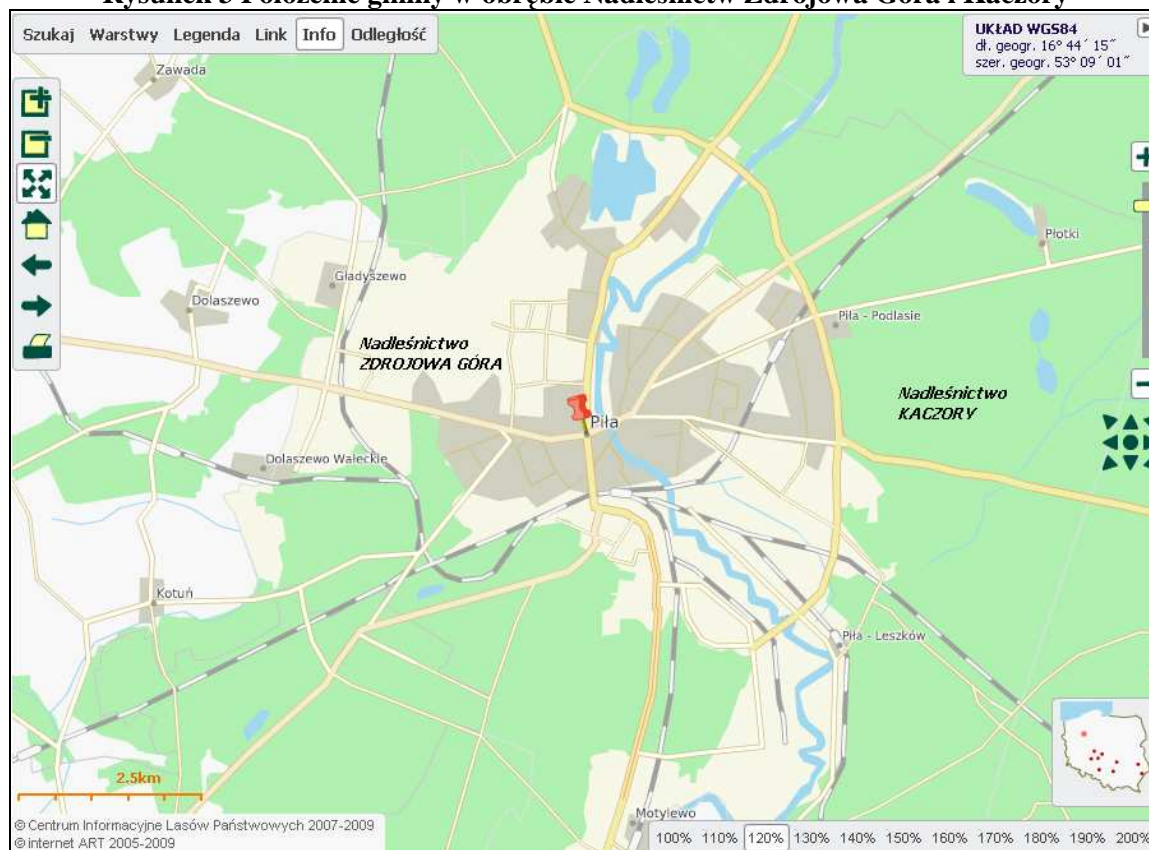 Rysunek 3 Położenie gminy w obrębie Nadleśnictw Zdrojowa Góra i Kaczory
Szukaj Warstwy Legenda Link Info Odległość
UKŁAD WGS84
dł. geogr. 16° 44´ 15˝
szer. geogr. 53° 09´ 01˝
Zawada
Płotki
Gładyszewo
Dolaszewo
Piła - Podlasie
Nadleśnictwo
ZDROJOWA GÓRA
Nadleśnictwo
KACZORY
Piła
Dolaszewo Wałeckie
Kotuń
Piła - Leszków
2.5km
Motylewo
© Centrum Informacyjne Lasów Państwowych 2007-2009
© internet ART 2005-2009
100% 110% 120% 130% 140% 150% 160% 170% 180% 190% 200%